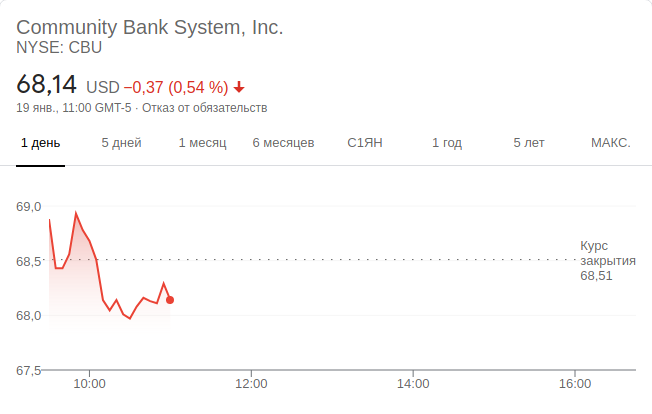 Community Bank System, Inc.
NYSE: CBU
68,14 USD −0,37 (0,54 %)
19 янв., 11:00 GMT-5 · Отказ от обязательств
1 день 5 дней 1 месяц 6 месяцев С1ЯН 1 год 5 лет МАКС.
69,0
Курс
68,5 закрытия
68,51
68,0
67,5
10:00 12:00 14:00 16:00